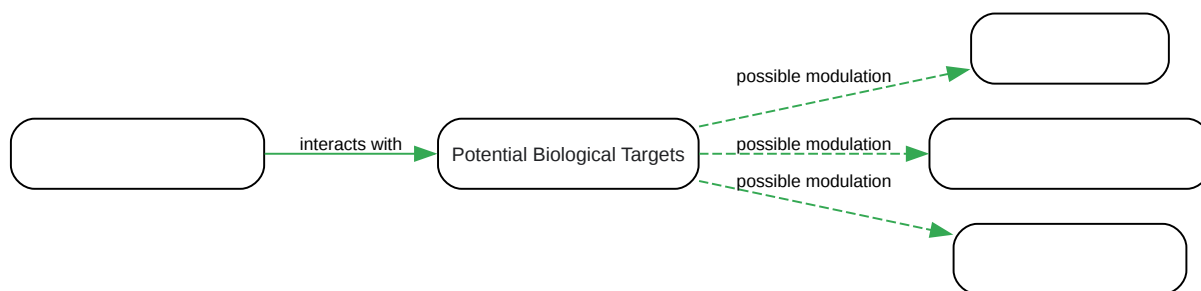 possible modulation
interacts with
Potential Biological Targets
possible modulation
possible modulation